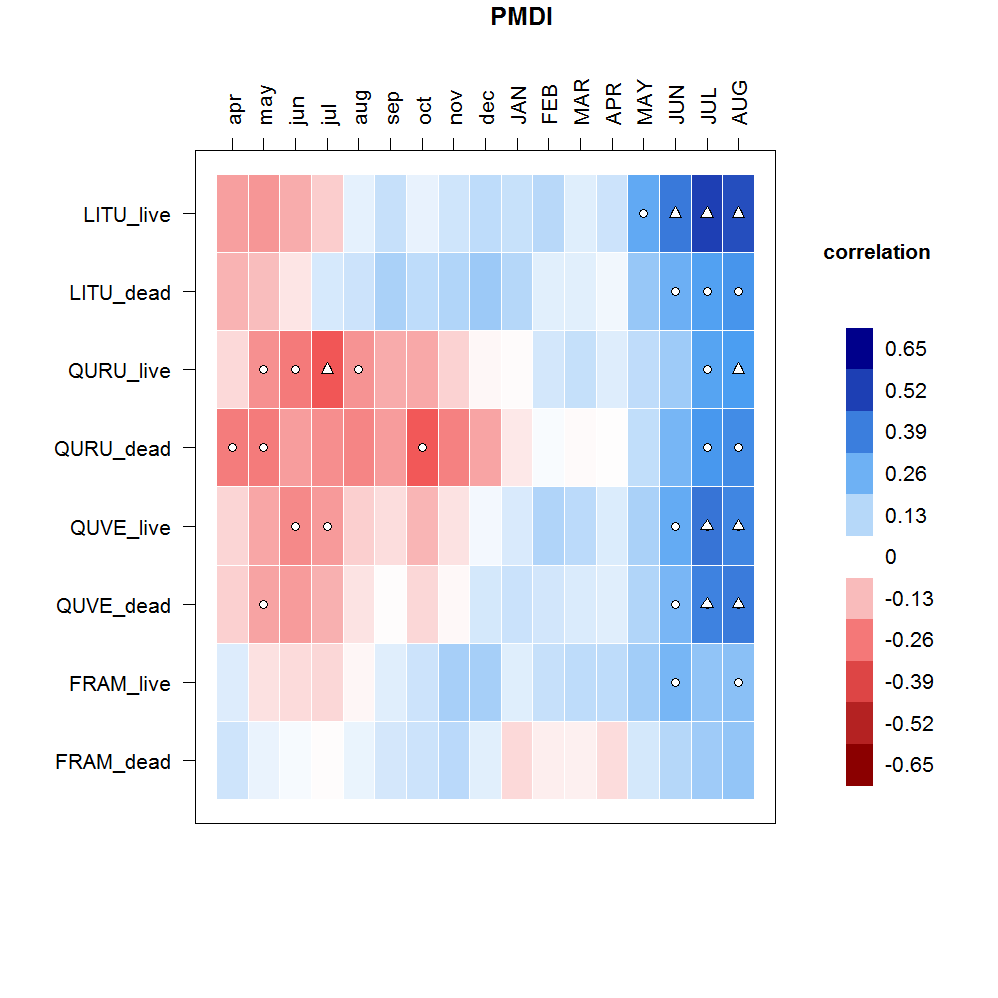 PMDI
apr may jun jul aug sep oct nov dec JAN FEB MAR APR MAY JUN JUL AUG
LITU_live
LITU_dead
QURU_live
QURU_dead
QUVE_live
QUVE_dead
FRAM_live
FRAM_dead
correlation
0.65
0.52
0.39
0.26
0.13
0
-0.13
-0.26
-0.39
-0.52
-0.65